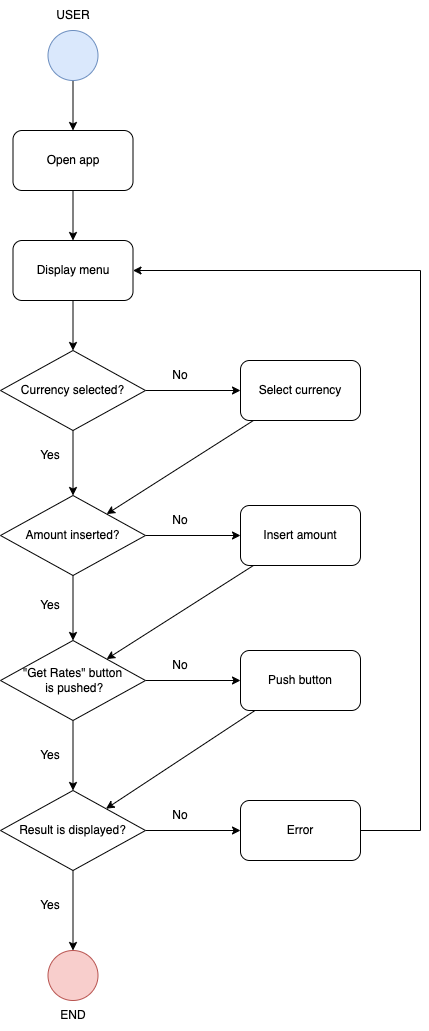 USER
Open app
Display menu
Currency selected?
No
Select currency
Yes
Amount inserted?
No
Insert amount
Yes
"Get Rates" button
is pushed?
No
Push button
Yes
Result is displayed?
No
Error
Yes
END